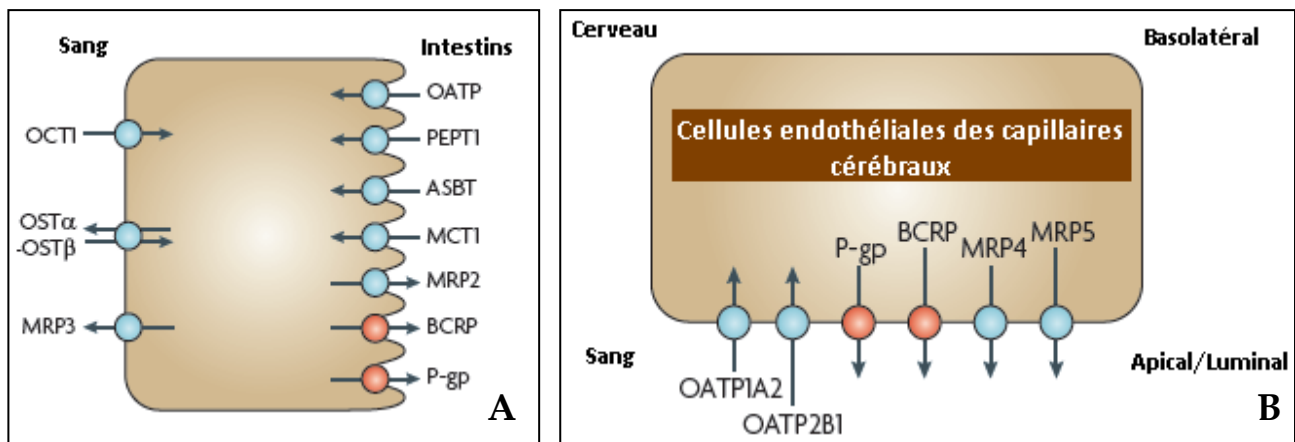 Sang
Intestins
OATP
PEPT1
OCT1
ASBT
OSTα
-OSTβ
MCT1
MRP2
MRP3
BCRP
P-gp
A
Cerveau
Basolatéral
Cellules endothéliales des capillaires
cérébraux
P-gp
BCRP
MRP4
MRP5
Sang
Apical/Luminal
OATP1A2
OATP2B1
B